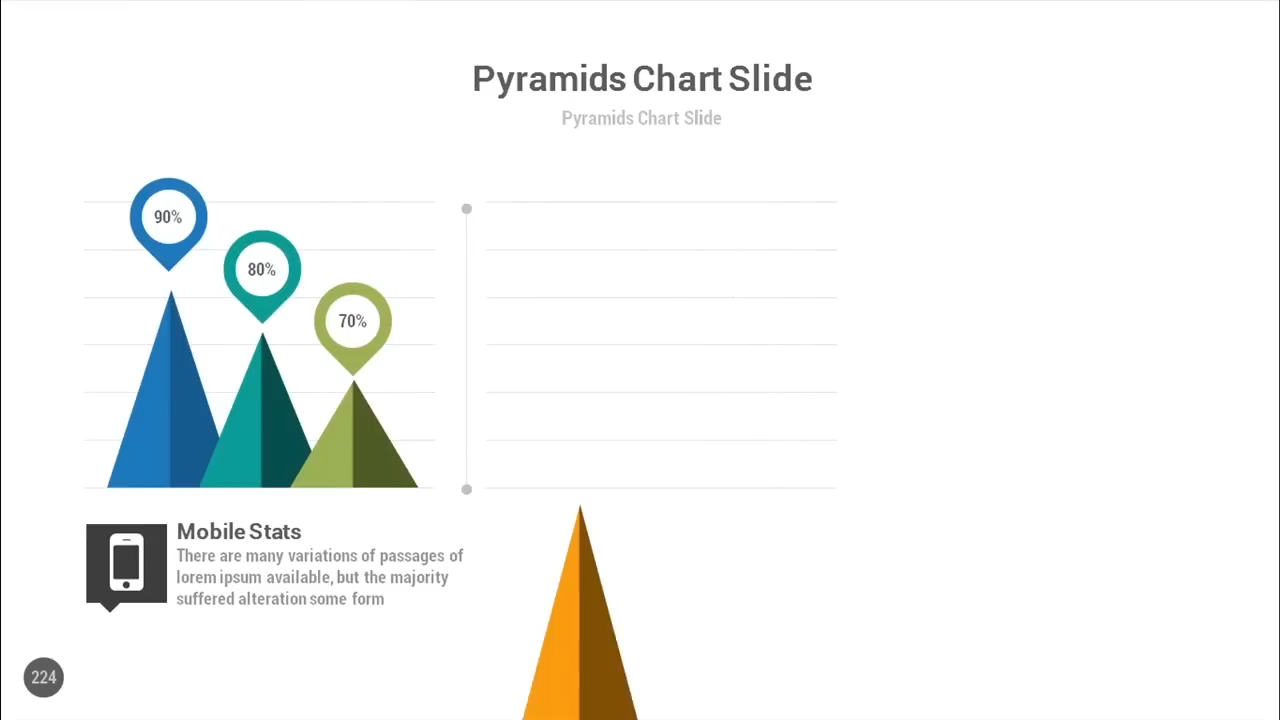 Pyramids Chart Slide
Pyramids Chart Slide
90%
80%
70%
Mobile Stats
There are many variations of passages of
lorem ipsum available, but the majority
suffered alteration some form
224